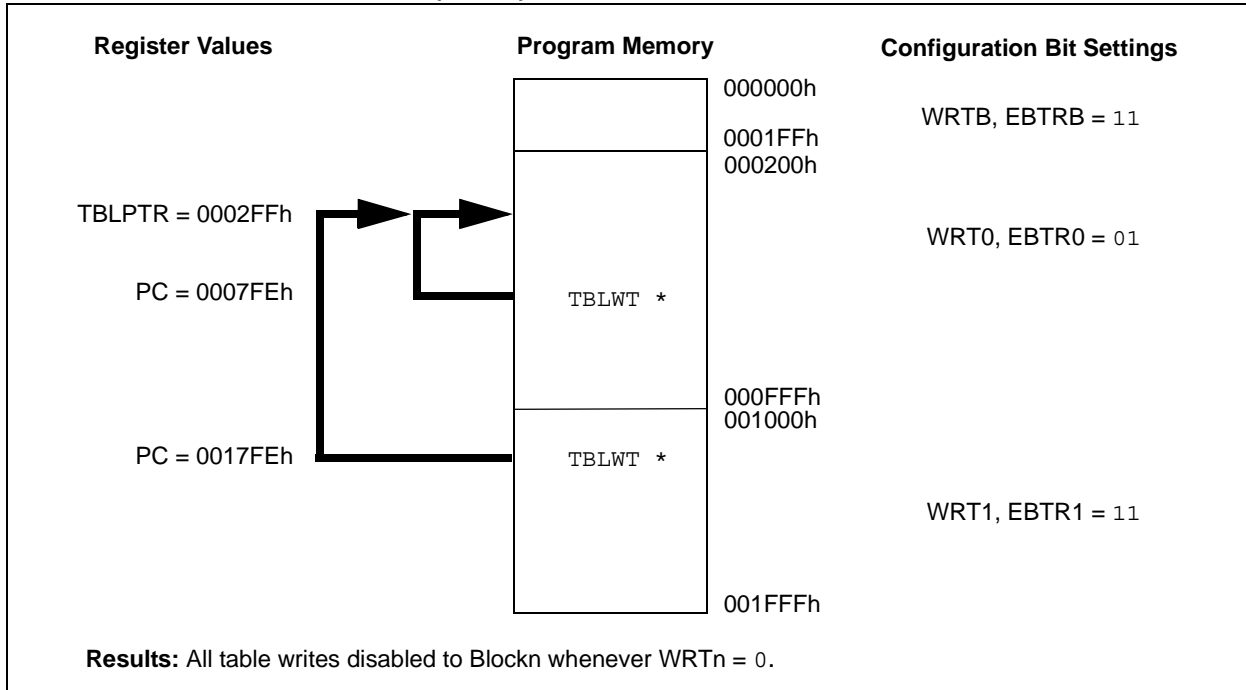 Register Values
Program Memory
Configuration Bit Settings
000000h
WRTB, EBTRB = 11
0001FFh
000200h
TBLPTR = 0002FFh
WRT0, EBTR0 = 01
PC = 0007FEh
TBLWT *
000FFFh
001000h
PC = 0017FEh
TBLWT *
WRT1, EBTR1 = 11
001FFFh
Results: All table writes disabled to Blockn whenever WRTn = 0.